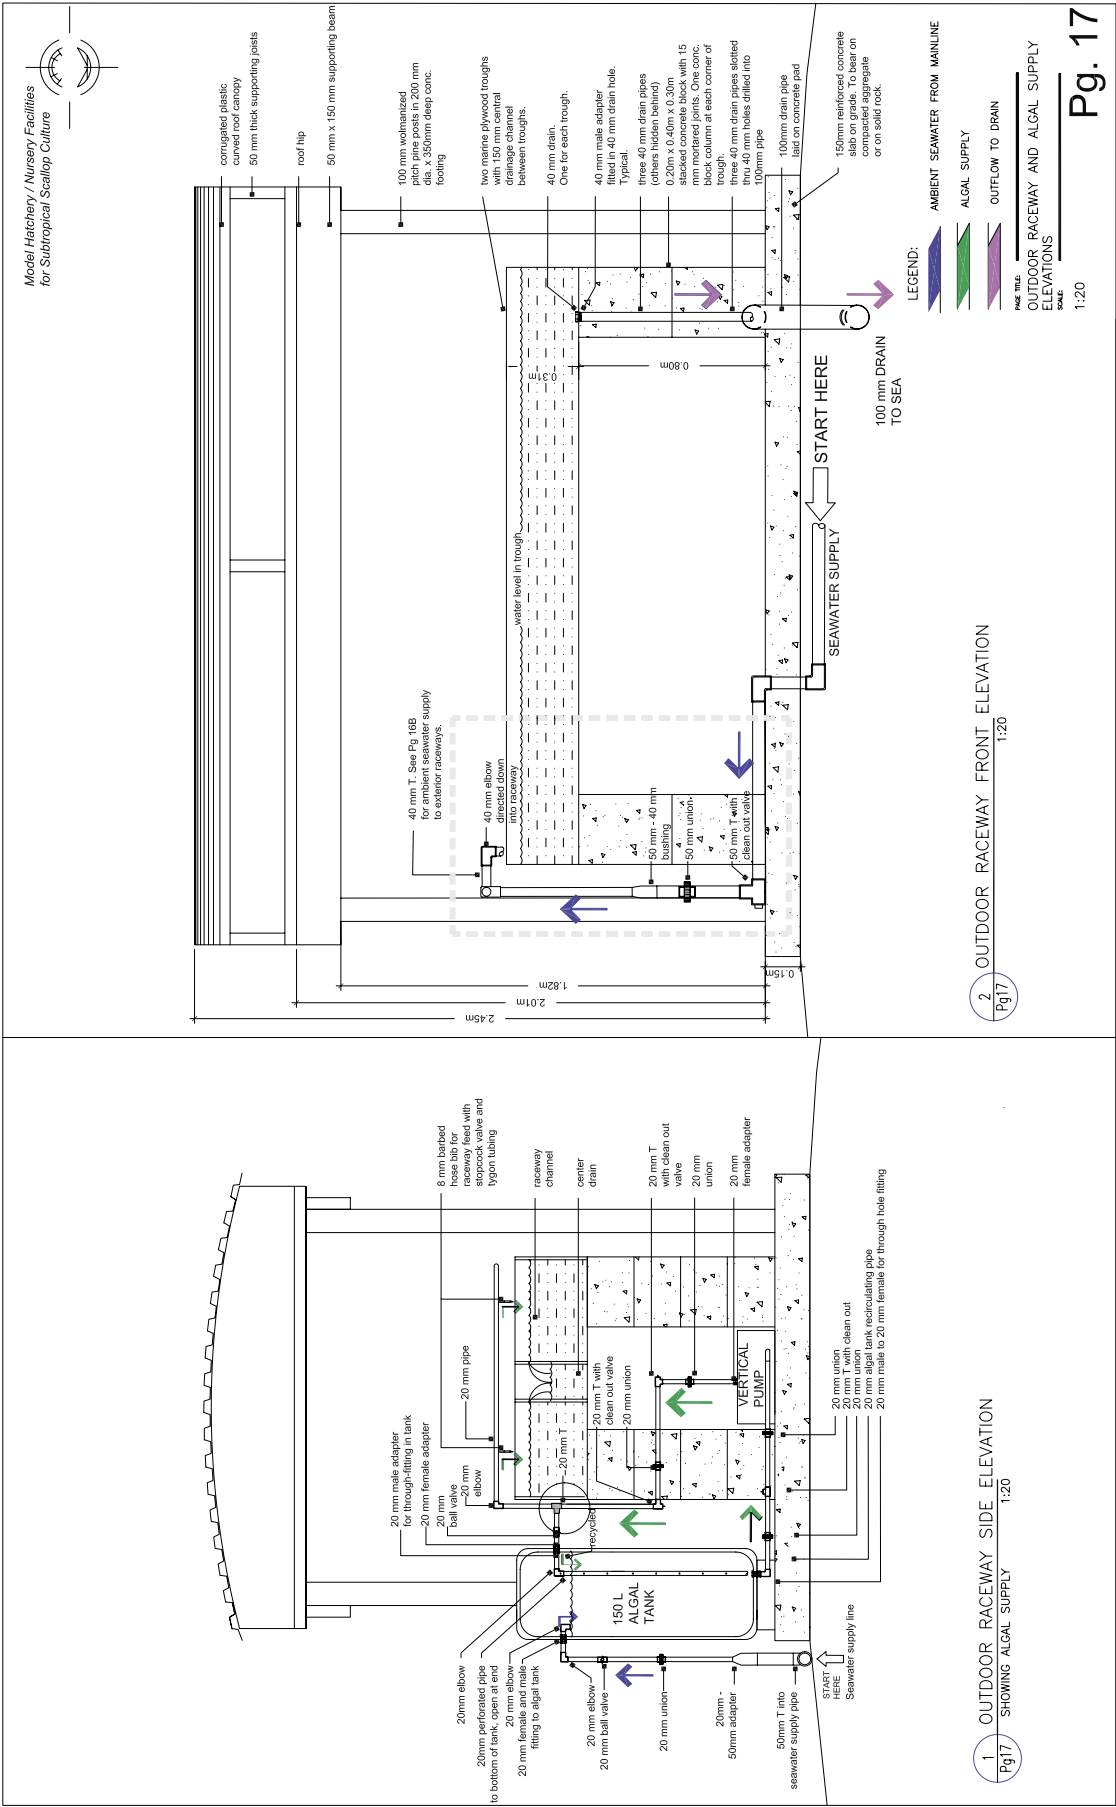 Model Hatchery / Nursery Facilities
for Subtropical Scallop Culture
20mm elbow
20mm perforated pipe
to bottom of tank, open at end
20 mm elbow
20 mm female and male
fitting to algal tank
20 mm male adapter
for through-fitting in tank
20 mm female adapter
20 mm
ball valve
20 mm
elbow
20 mm pipe
8 mm barbed
hose bib for
raceway feed with
stopcock valve and
tygon tubing
raceway
channel
center
drain
20 mm T
with clean out
valve
20 mm
union
20 mm
female adapter
20 mm T
20 mm T with
clean out valve
20 mm union
recycled
150 L
ALGAL
TANK
VERTICAL
PUMP
20 mm elbow
20 mm ball valve
20 mm union
20mm -
50mm adapter
50mm T into
seawater supply pipe
START
HERE
Seawater supply line
20 mm union
20 mm T with clean out
20 mm union
20 mm algal tank recirculating pipe
20 mm male to 20 mm female for through hole fitting
1
Pg17
OUTDOOR RACEWAY SIDE ELEVATION
SHOWING ALGAL SUPPLY
1:20
corrugated plastic
curved roof canopy
50 mm thick supporting joists
roof hip
50 mm x 150 mm supporting beam
100 mm wolmanized
pitch pine posts in 200 mm
dia. x 350mm deep conc.
footing
two marine plywood troughs
with 150 mm central
drainage channel
between troughs.
40 mm drain.
One for each trough.
40 mm male adapter
fitted in 40 mm drain hole.
Typical.
three 40 mm drain pipes
(others hidden behind)
0.20m x 0.40m x 0.30m
stacked concrete block with 15
mm mortared joints. One conc.
block column at each corner of
trough.
three 40 mm drain pipes slotted
thru 40 mm holes drilled into
100mm pipe
100mm drain pipe
laid on concrete pad
150mm reinforced concrete
slab on grade. To bear on
compacted aggregate
or on solid rock.
2.45m
2.01m
1.82m
0.15m
0.31m
0.80m
40 mm T. See Pg 16B
for ambient seawater supply
to exterior raceways.
40 mm elbow
directed down
into raceway
water level in trough
50 mm - 40 mm
bushing
50 mm union
50 mm T with
clean out valve
SEAWATER SUPPLY
START HERE
100 mm DRAIN
TO SEA
2
Pg17
OUTDOOR RACEWAY FRONT ELEVATION
1:20
LEGEND:
AMBIENT SEAWATER FROM MAINLINE
ALGAL SUPPLY
OUTFLOW TO DRAIN
PAGE TITLE:
OUTDOOR RACEWAY AND ALGAL SUPPLY
ELEVATIONS
SCALE:
1:20
Pg. 17